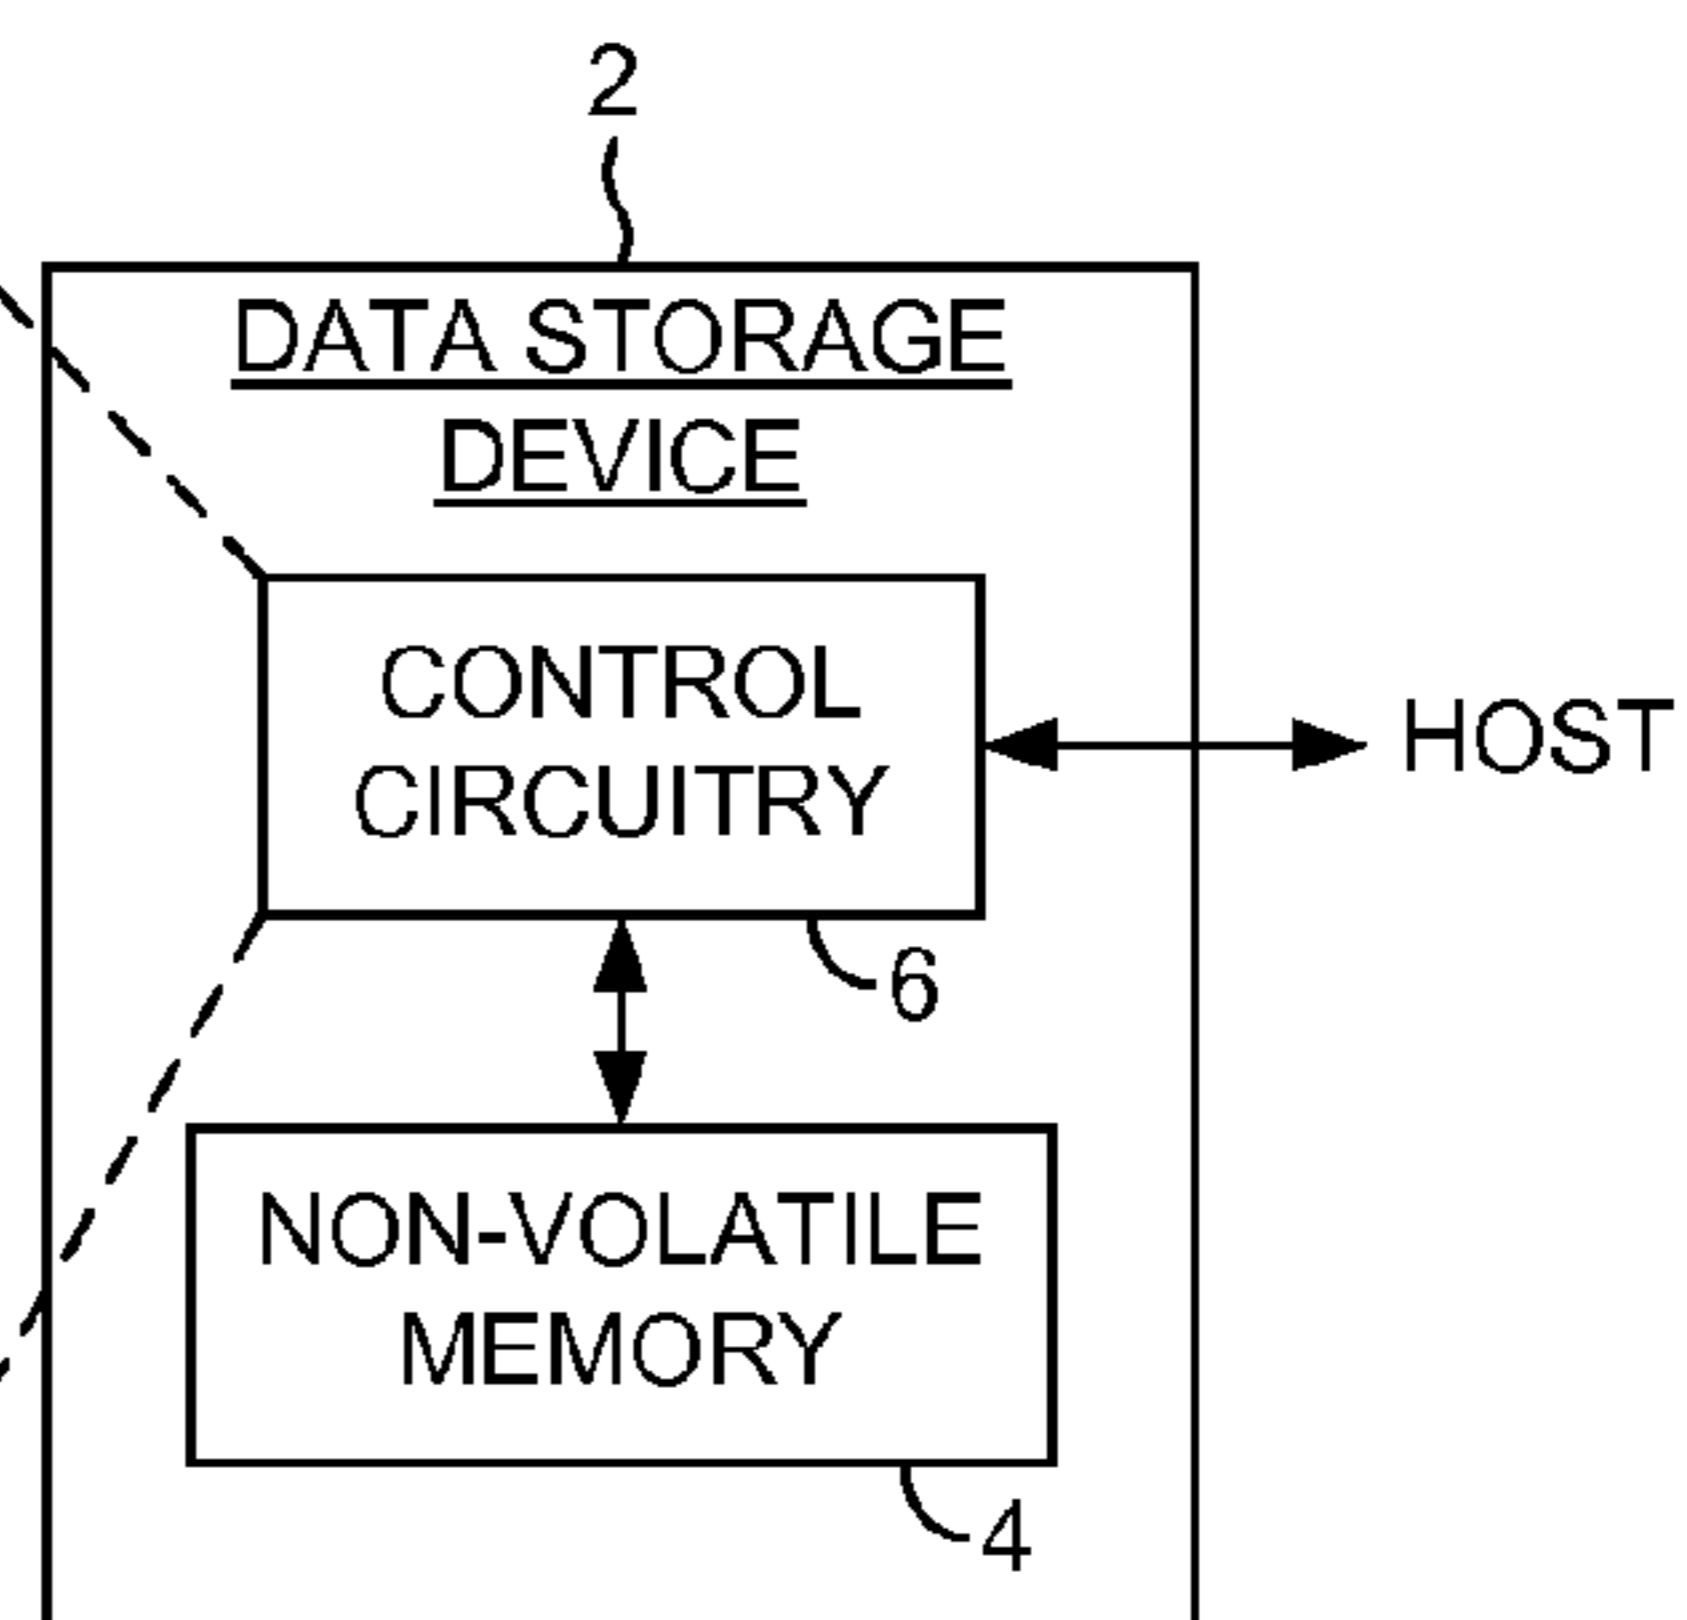 2
DATA STORAGE
DEVICE
CONTROL
CIRCUITRY
HOST
6
NON-VOLATILE
MEMORY
4